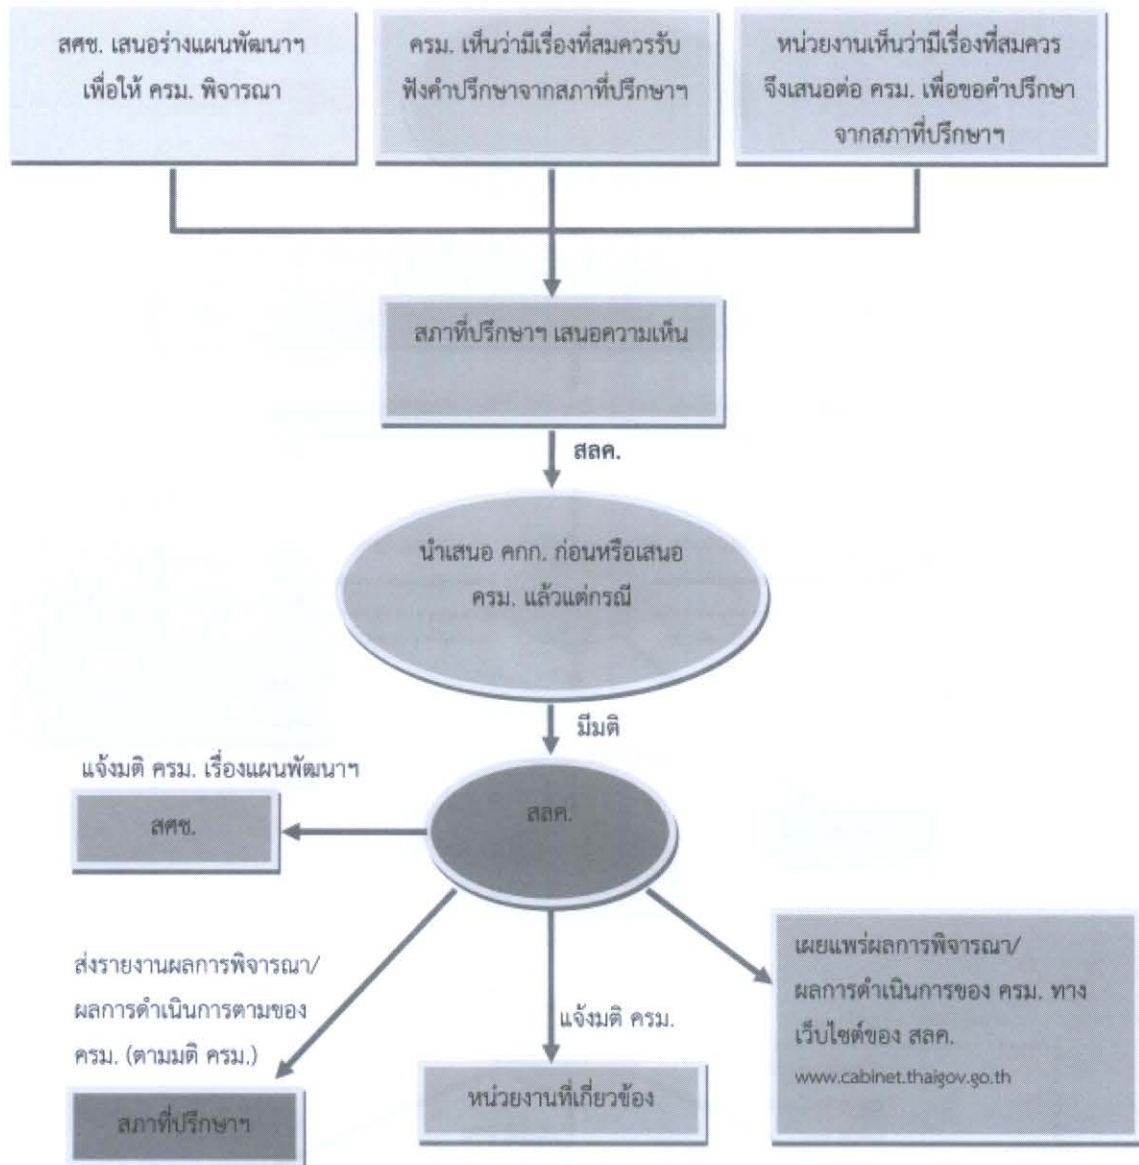 สศช. เสนอร่างแผนพัฒนาฯ
เพื่อให้ ครม. พิจารณา
ครม. เห็นว่ามีเรื่องที่สมควรรับ
ฟังคำปรึกษาจากสภาที่ปรึกษาฯ
หน่วยงานเห็นว่ามีเรื่องที่สมควร
จึงเสนอต่อ ครม. เพื่อขอคำปรึกษา
จากสภาที่ปรึกษาฯ
สภาที่ปรึกษาฯ เสนอความเห็น
สลค.
นำเสนอ คกก. ก่อนหรือเสนอ
ครม. แล้วแต่กรณี
มีมติ
สลค.
แจ้งมติ ครม. เรื่องแผนพัฒนาฯ
สศช.
ส่งรายงานผลการพิจารณา/
ผลการดำเนินการตามของ
ครม. (ตามมติ ครม.)
สภาที่ปรึกษาฯ
แจ้งมติ ครม.
หน่วยงานที่เกี่ยวข้อง
เผยแพร่ผลการพิจารณา/
ผลการดำเนินการของ ครม. ทาง
เว็บไซต์ของ สลค.
www.cabinet.thaigov.go.th